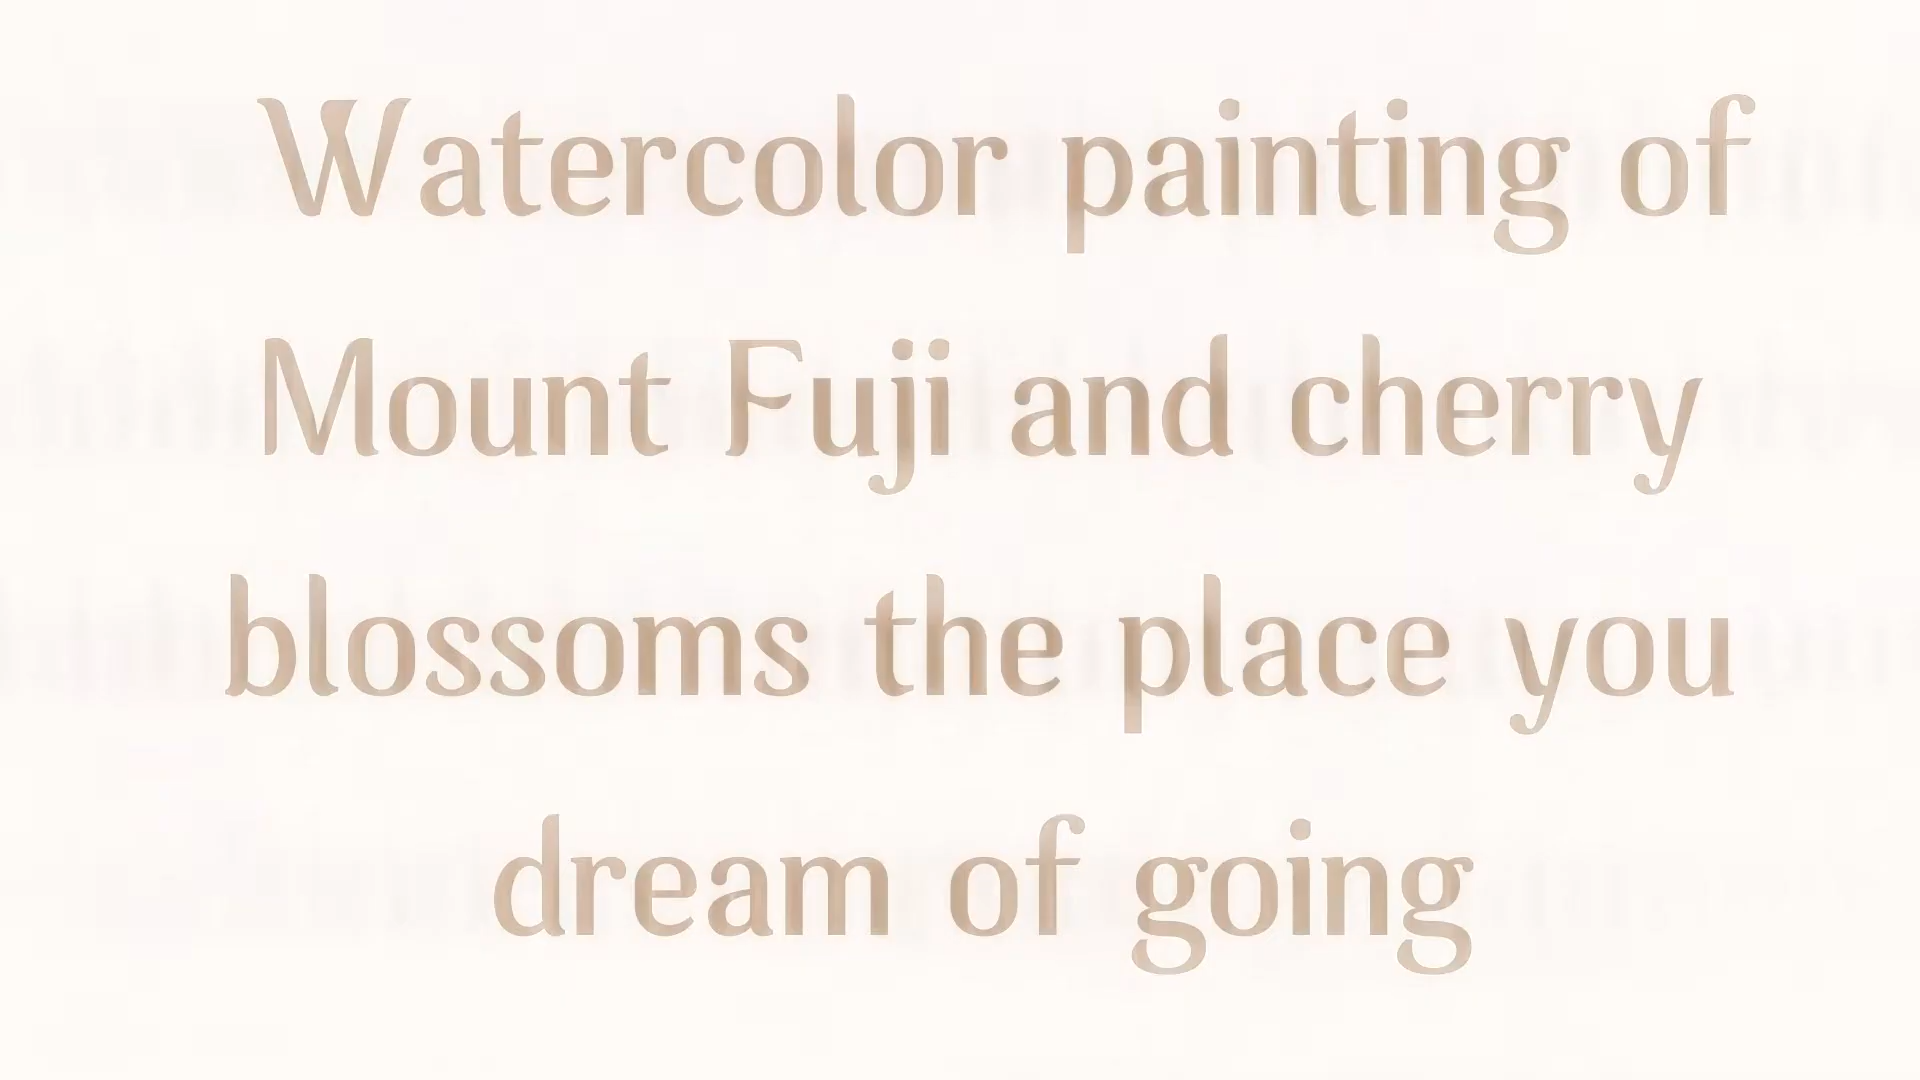 Watercolor painting of
Mount Fuji and cherry
blossoms the place you
dream of going